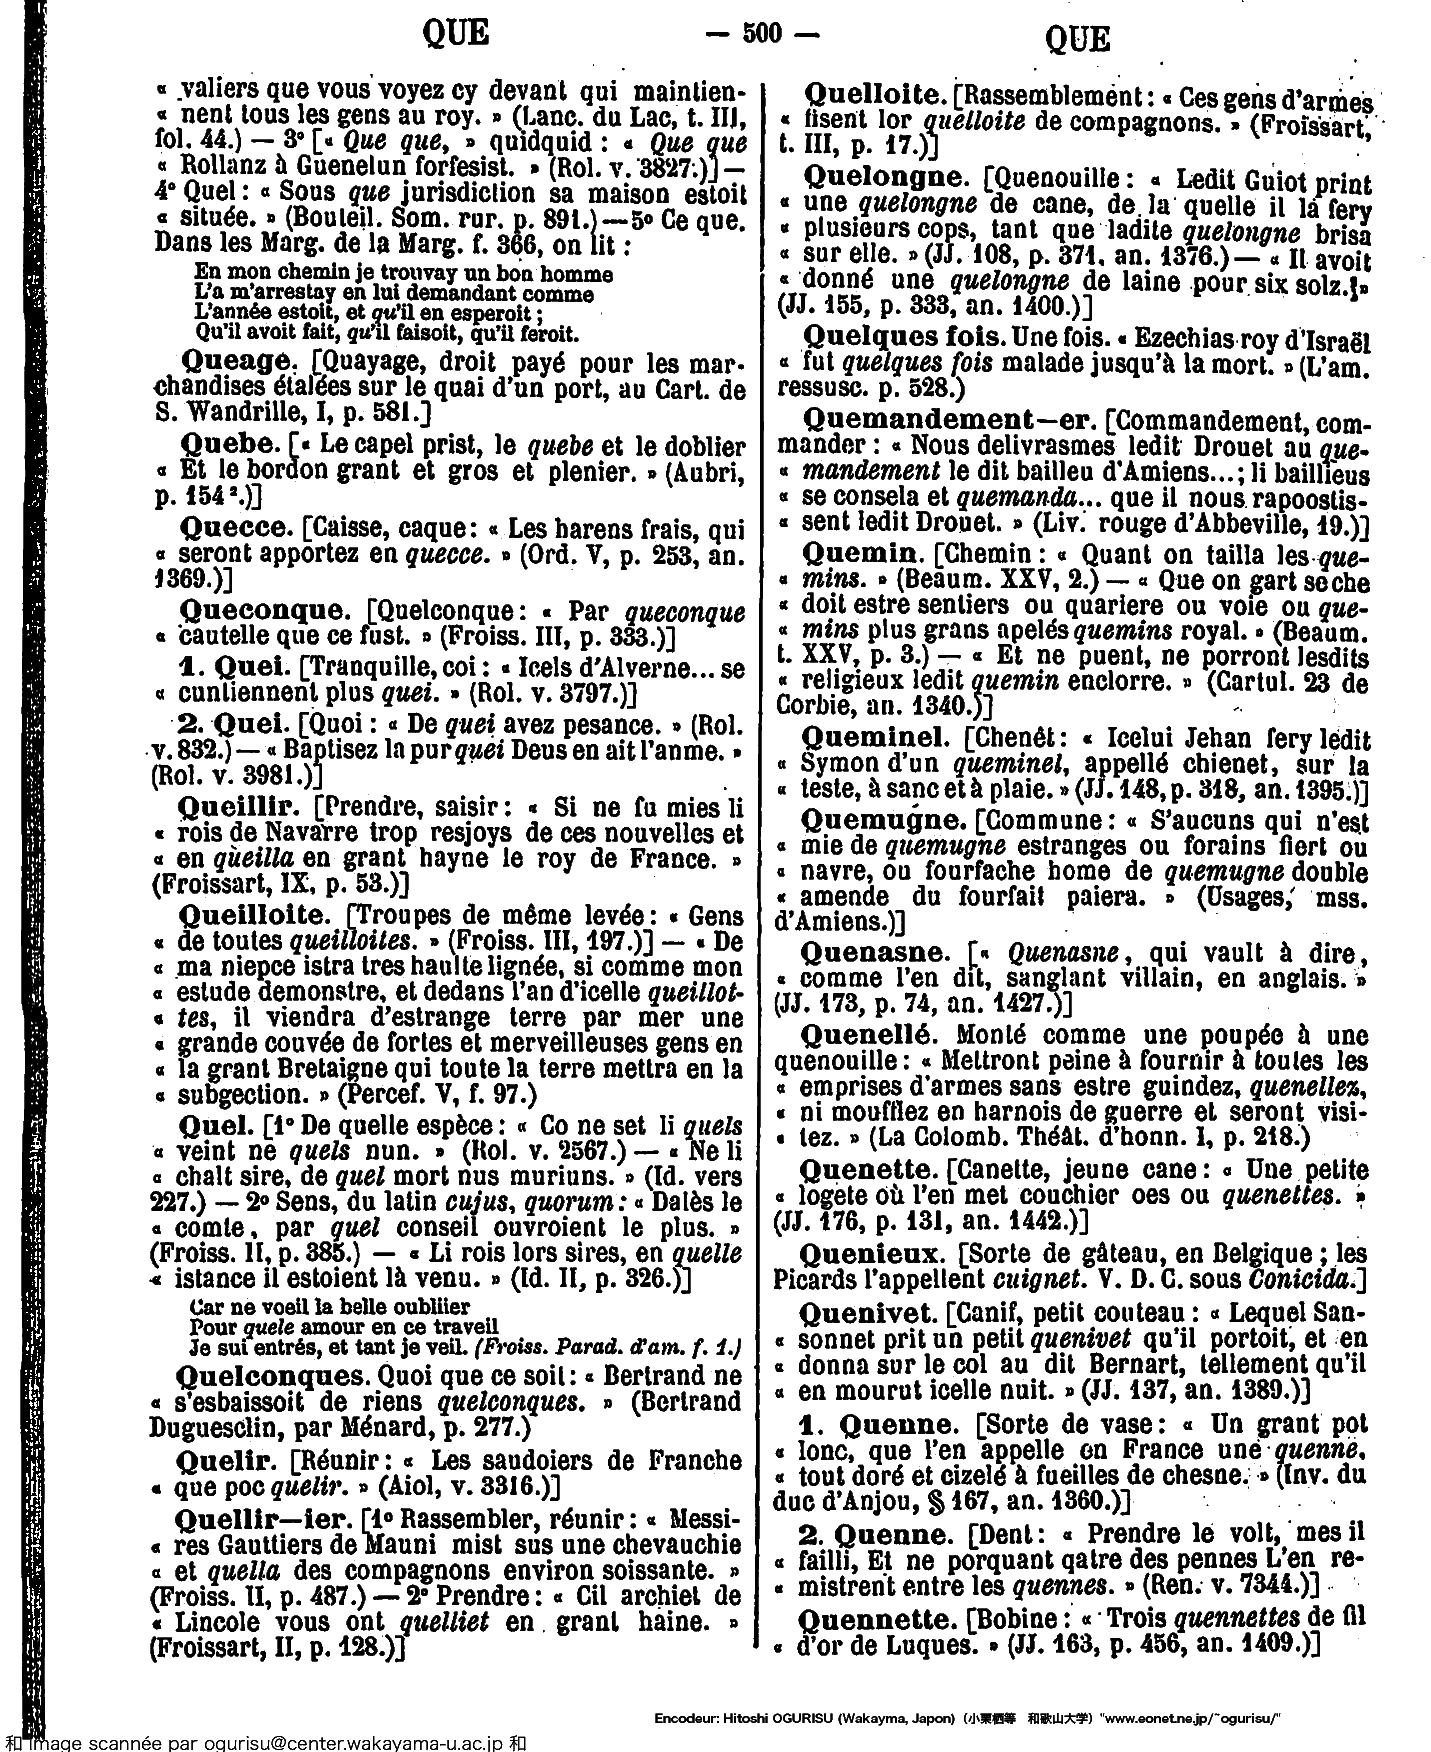 QUE — 500 — QUE
« valiers que vous voyez cy devant qui maintien-
« nent tous les gens au roy. » (Lanc. du Lac, t. III,
fol. 44.) — 3º [« Que que, » quidquid : « Que que
« Rollanz à Guenelun forfesist. » (Rol. v. 3827.)] —
4º Quel : « Sous que jurisdiction sa maison estoit
« située. » (Bouteil. Som. rur. p. 891.) — 5º Ce que.
Dans les Marg. de la Marg. f. 366, on lit :
En mon chemin je trouvay un bon homme
L'a m'arrestay en lui demandant comme
L'année estoit, et qu'il en esperoit ;
Qu'il avoit fait, qu'il faisoit, qu'il feroit.
Queage. [Quayage, droit payé pour les mar-
chandises étalées sur le quai d'un port, au Cart. de
S. Wandrille, I, p. 581.]
Quebe. [« Le capel prist, le quebe et le doblier
« Et le bordon grant et gros et plenier. » (Aubri,
p. 154².)]
Quecce. [Caisse, caque : « Les harens frais, qui
« seront apportez en quecce. » (Ord. V, p. 253, an.
1369.)]
Queconque. [Quelconque : « Par queconque
« cautelle que ce fust. » (Froiss. III, p. 333.)]
1. Quei. [Tranquille, coi : « Icels d'Alverne... se
« cuntiennent plus quei. » (Rol. v. 3797.)]
2. Quei. [Quoi : « De quei avez pesance. » (Rol.
v. 832.) — « Baptisez la pur quei Deus en ait l'anme. »
(Rol. v. 3981.)]
Queillir. [Prendre, saisir : « Si ne fu mies li
« rois de Navarre trop resjoys de ces nouvelles et
« en queilla en grant hayne le roy de France. »
(Froissart, IX, p. 53.)]
Queilloite. [Troupes de même levée : « Gens
« de toutes queilloites. » (Froiss. III, 197.)] — « De
« ma niepce istra tres haulte lignée, si comme mon
« estude demonstre, et dedans l'an d'icelle queillot-
« tes, il viendra d'estrange terre par mer une
« grande couvée de fortes et merveilleuses gens en
« la grant Bretaigne qui toute la terre mettra en la
« subgection. » (Percef. V, f. 97.)
Quel. [1º De quelle espèce : « Co ne set li quels
« veint ne quels nun. » (Rol. v. 2567.) — « Ne li
« chalt sire, de quel mort nus muriuns. » (Id. vers
227.) — 2º Sens, du latin cujus, quorum : « Dalès le
« comte, par quel conseil ouvroient le plus. »
(Froiss. II, p. 385.) — « Li rois lors sires, en quelle
« istance il estoient là venu. » (Id. II, p. 326.)]
Car ne voeil la belle oubliier
Pour quele amour en ce traveil
Je sui entrés, et tant je veil. (Froiss. Parad. d'am. f. 1.)
Quelconques. Quoi que ce soit : « Bertrand ne
« s'esbaissoit de riens quelconques. » (Bertrand
Duguesclin, par Ménard, p. 277.)
Quelir. [Réunir : « Les saudoiers de Franche
« que poc quelir. » (Aiol, v. 3316.)]
Quellir—ier. [1º Rassembler, réunir : « Messi-
« res Gauttiers de Mauni mist sus une chevauchie
« et quella des compagnons environ soissante. »
(Froiss. II, p. 487.) — 2º Prendre : « Cil archiet de
« Lincole vous ont quelliet en grant haine. »
(Froissart, II, p. 128.)]
Quelloite. [Rassemblement : « Ces gens d'armes
« fisent lor quelloite de compagnons. » (Froissart,
t. III, p. 17.)]
Quelongne. [Quenouille : « Ledit Guiot print
« une quelongne de cane, de la quelle il la fery
« plusieurs cops, tant que ladite quelongne brisa
« sur elle. » (JJ. 108, p. 371, an. 1376.) — « Il avoit
« donné une quelongne de laine pour six solz. »
(JJ. 155, p. 333, an. 1400.)]
Quelques fois. Une fois. « Ezechias roy d'Israël
« fut quelques fois malade jusqu'à la mort. » (L'am.
ressusc. p. 528.)
Quemandement—er. [Commandement, com-
mander : « Nous delivrasmes ledit Drouet au que-
« mandement le dit bailleu d'Amiens...; li baillieus
« se consela et quemanda... que il nous rapoostis-
« sent ledit Drouet. » (Liv. rouge d'Abbeville, 19.)]
Quemin. [Chemin : « Quant on tailla les que-
« mins. » (Beaum. XXV, 2.) — « Que on gart se che
« doit estre sentiers ou quariere ou voie ou que-
« mins plus grans apelés quemins royal. » (Beaum.
t. XXV, p. 3.) — « Et ne puent, ne porront lesdits
« religieux ledit quemin enclorre. » (Cartul. 23 de
Corbie, an. 1340.)]
Queminel. [Chenêt : « Icelui Jehan fery ledit
« Symon d'un queminel, appellé chienet, sur la
« teste, à sanc et à plaie. » (JJ. 148, p. 318, an. 1395.)]
Quemugne. [Commune : « S'aucuns qui n'est
« mie de quemugne estranges ou forains fiert ou
« navre, ou fourfache home de quemugne double
« amende du fourfait paiera. » (Usages, mss.
d'Amiens.)]
Quenasne. [« Quenasne, qui vault à dire,
« comme l'en dit, sanglant villain, en anglais. »
(JJ. 173, p. 74, an. 1427.)]
Quenellé. Monté comme une poupée à une
quenouille : « Mettront peine à fournir à toutes les
« emprises d'armes sans estre guindez, quenellez,
« ni moufflez en harnois de guerre et seront visi-
« tez. » (La Colomb. Théât. d'honn. I, p. 218.)
Quenette. [Canette, jeune cane : « Une petite
« logete où l'en met couchier oes ou quenettes. »
(JJ. 176, p. 131, an. 1442.)]
Quenieux. [Sorte de gâteau, en Belgique ; les
Picards l'appellent cuignet. V. D. C. sous Conicida.]
Quenivet. [Canif, petit couteau : « Lequel San-
« sonnet prit un petit quenivet qu'il portoit, et en
« donna sur le col au dit Bernart, tellement qu'il
« en mourut icelle nuit. » (JJ. 137, an. 1389.)]
1. Quenne. [Sorte de vase : « Un grant pot
« lonc, que l'en appelle en France une quenne,
« tout doré et cizelé à fueilles de chesne. » (Inv. du
duc d'Anjou, § 167, an. 1360.)]
2. Quenne. [Dent : « Prendre le volt, mes il
« failli, Et ne porquant qatre des pennes L'en re-
« mistrent entre les quennes. » (Ren. v. 7344.)]
Quennette. [Bobine : « Trois quennettes de fil
« d'or de Luques. » (JJ. 163, p. 456, an. 1409.)]
Encodeur: Hitoshi OGURISU (Wakayma, Japon) (小栗栖等 和歌山大学) "www.eonet.ne.jp/~ogurisu/"
和 Image scannée par ogurisu@center.wakayama-u.ac.jp 和